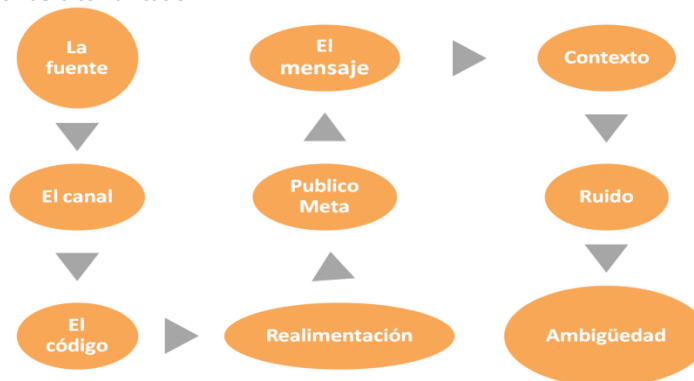 La
fuente
El canal
El
código
Realimentación
Publico
Meta
El
mensaje
Contexto
Ruido
Ambigüedad